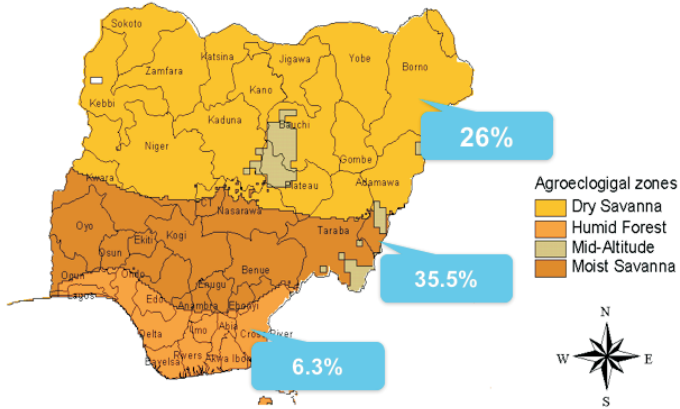 Sokoto
Katsina
Jigawa
Yobe
Borno
Zamfara
Kano
Kebbi
Kaduna
Bauchi
26%
Niger
Gombe
Kwara
Plateau
Adamawa
Agroecligigal zones
Dry Savanna
Humid Forest
Mid-Altitude
Moist Savanna
Nasarawa
Oyo
Kogi
Taraba
Ekiti
Osun
Benue
35.5%
Ogun
Ondo
Enugu
Lagos
Edo
Anambra
Ebonyi
Delta
Imo
Abia
Cross River
Bayelsa
Rivers
Akwa Ibom
6.3%
N
W
E
S